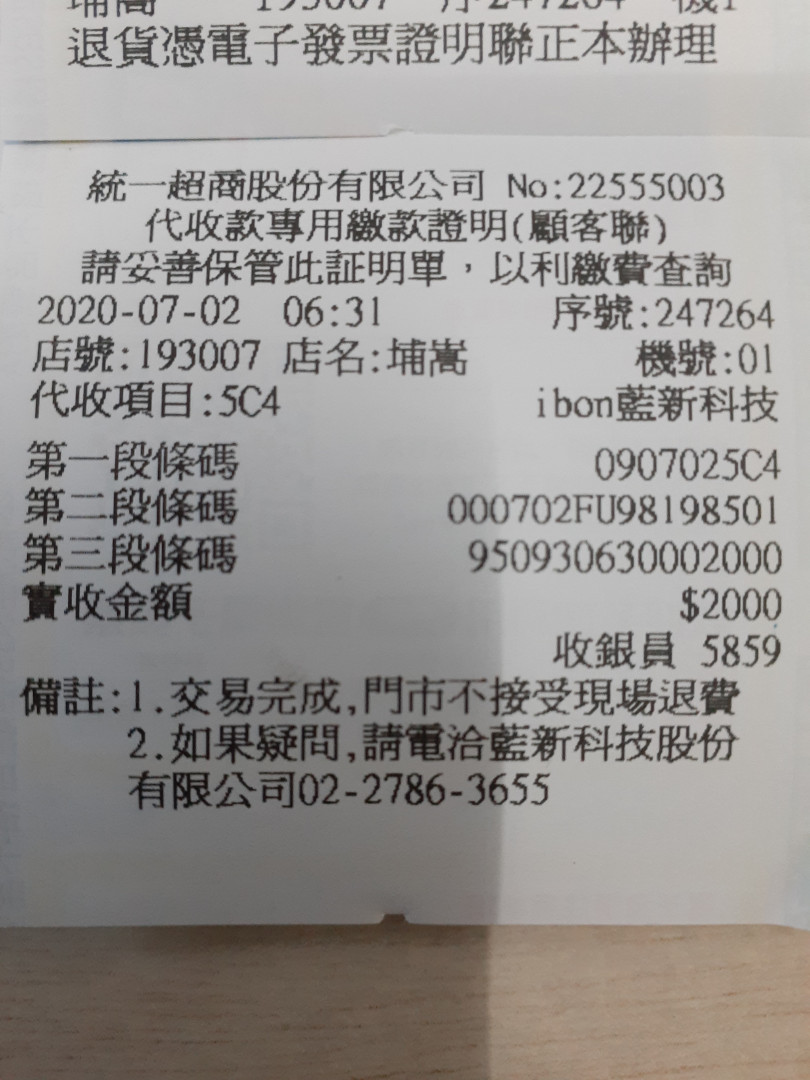 退貨憑電子發票證明聯正本辦理
統一超商股份有限公司 No:22555003
代收款專用繳款證明(顧客聯)
請妥善保管此証明單，以利繳費查詢
2020-07-02 06:31 序號:247264
店號:193007 店名:埔嵩 機號:01
代收項目:5C4 ibon藍新科技
第一段條碼 0907025C4
第二段條碼 000702FU98198501
第三段條碼 950930630002000
實收金額 $2000
收銀員 5859
備註:1.交易完成,門市不接受現場退費
2.如果疑問,請電洽藍新科技股份
有限公司02-2786-3655